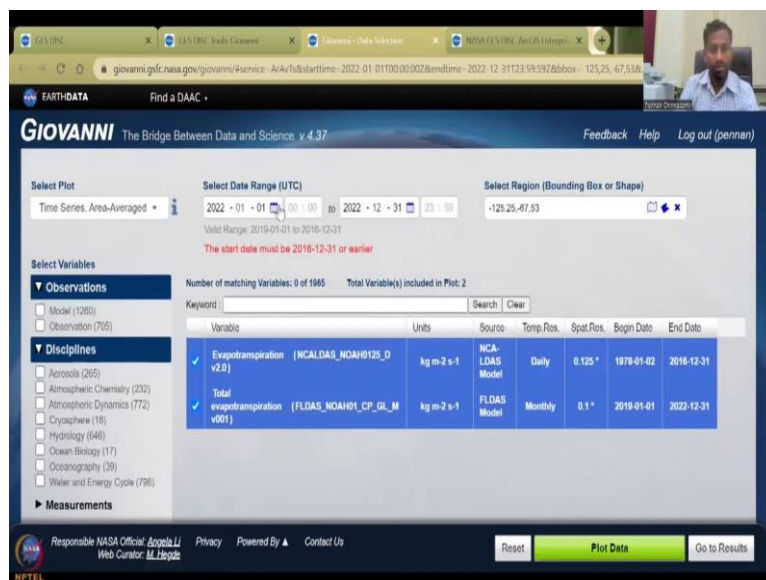 GES DISC
GES DISC Tools: Giovanni
Giovanni - Data Selection
NASA GES DISC ArcGIS Enterpri
giovanni.gsfc.nasa.gov/giovanni/#service=ArAvTs&starttime=2022-01-01T00:00:00Z&endtime=2022-12-31T23:59:59Z&bbox=-125,25,-67,53&
EARTHDATA
Find a DAAC
GIOVANNI The Bridge Between Data and Science v 4.37
Feedback Help Log out (pennan)
Select Plot
Select Date Range (UTC)
Select Region (Bounding Box or Shape)
Time Series, Area-Averaged
2022 - 01 - 01 00 : 00 to 2022 - 12 - 31 23 : 59
-125,25,-67,53
Valid Range: 2019-01-01 to 2016-12-31
The start date must be 2016-12-31 or earlier
Select Variables
Observations
Number of matching Variables: 0 of 1965 Total Variable(s) included in Plot: 2
Model (1260)
Observation (705)
Keyword : Search Clear
Variable Units Source Temp.Res. Spat.Res. Begin Date End Date
Disciplines
Evapotranspiration (NCALDAS_NOAH0125_D v2.0) kg m-2 s-1 NCA-LDAS Model Daily 0.125 ° 1979-01-02 2016-12-31
Total evapotranspiration (FLDAS_NOAH01_CP_GL_M v001) kg m-2 s-1 FLDAS Model Monthly 0.1 ° 2019-01-01 2022-12-31
Aerosols (265)
Atmospheric Chemistry (232)
Atmospheric Dynamics (772)
Cryosphere (18)
Hydrology (646)
Ocean Biology (17)
Oceanography (39)
Water and Energy Cycle (796)
Measurements
Responsible NASA Official: Angela Li
Web Curator: M. Hegde
Privacy Powered By Contact Us
Reset Plot Data Go to Results
NPTEL